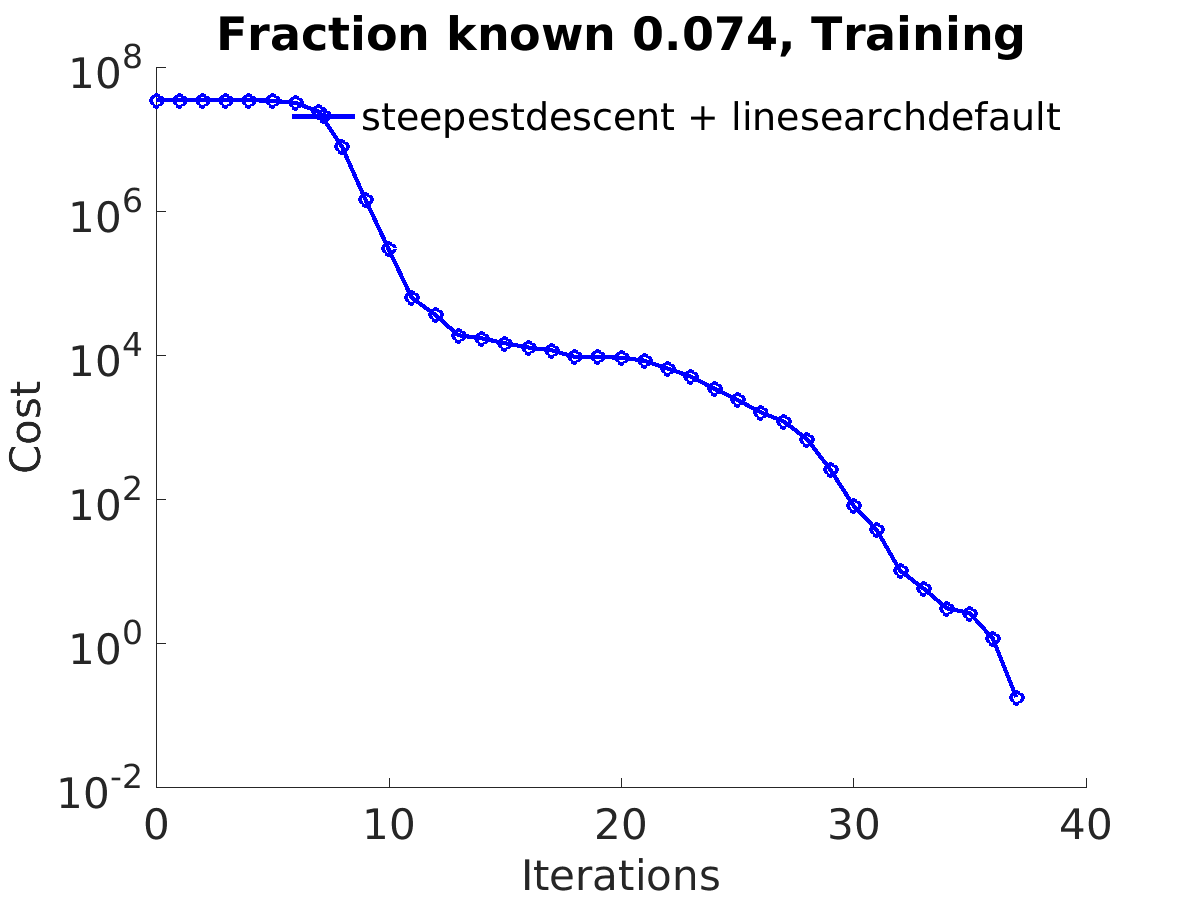 Fraction known 0.074, Training
10^8
steepestdescent + linesearchdefault
10^6
10^4
Cost
10^2
10^0
10^-2
0 10 20 30 40
Iterations